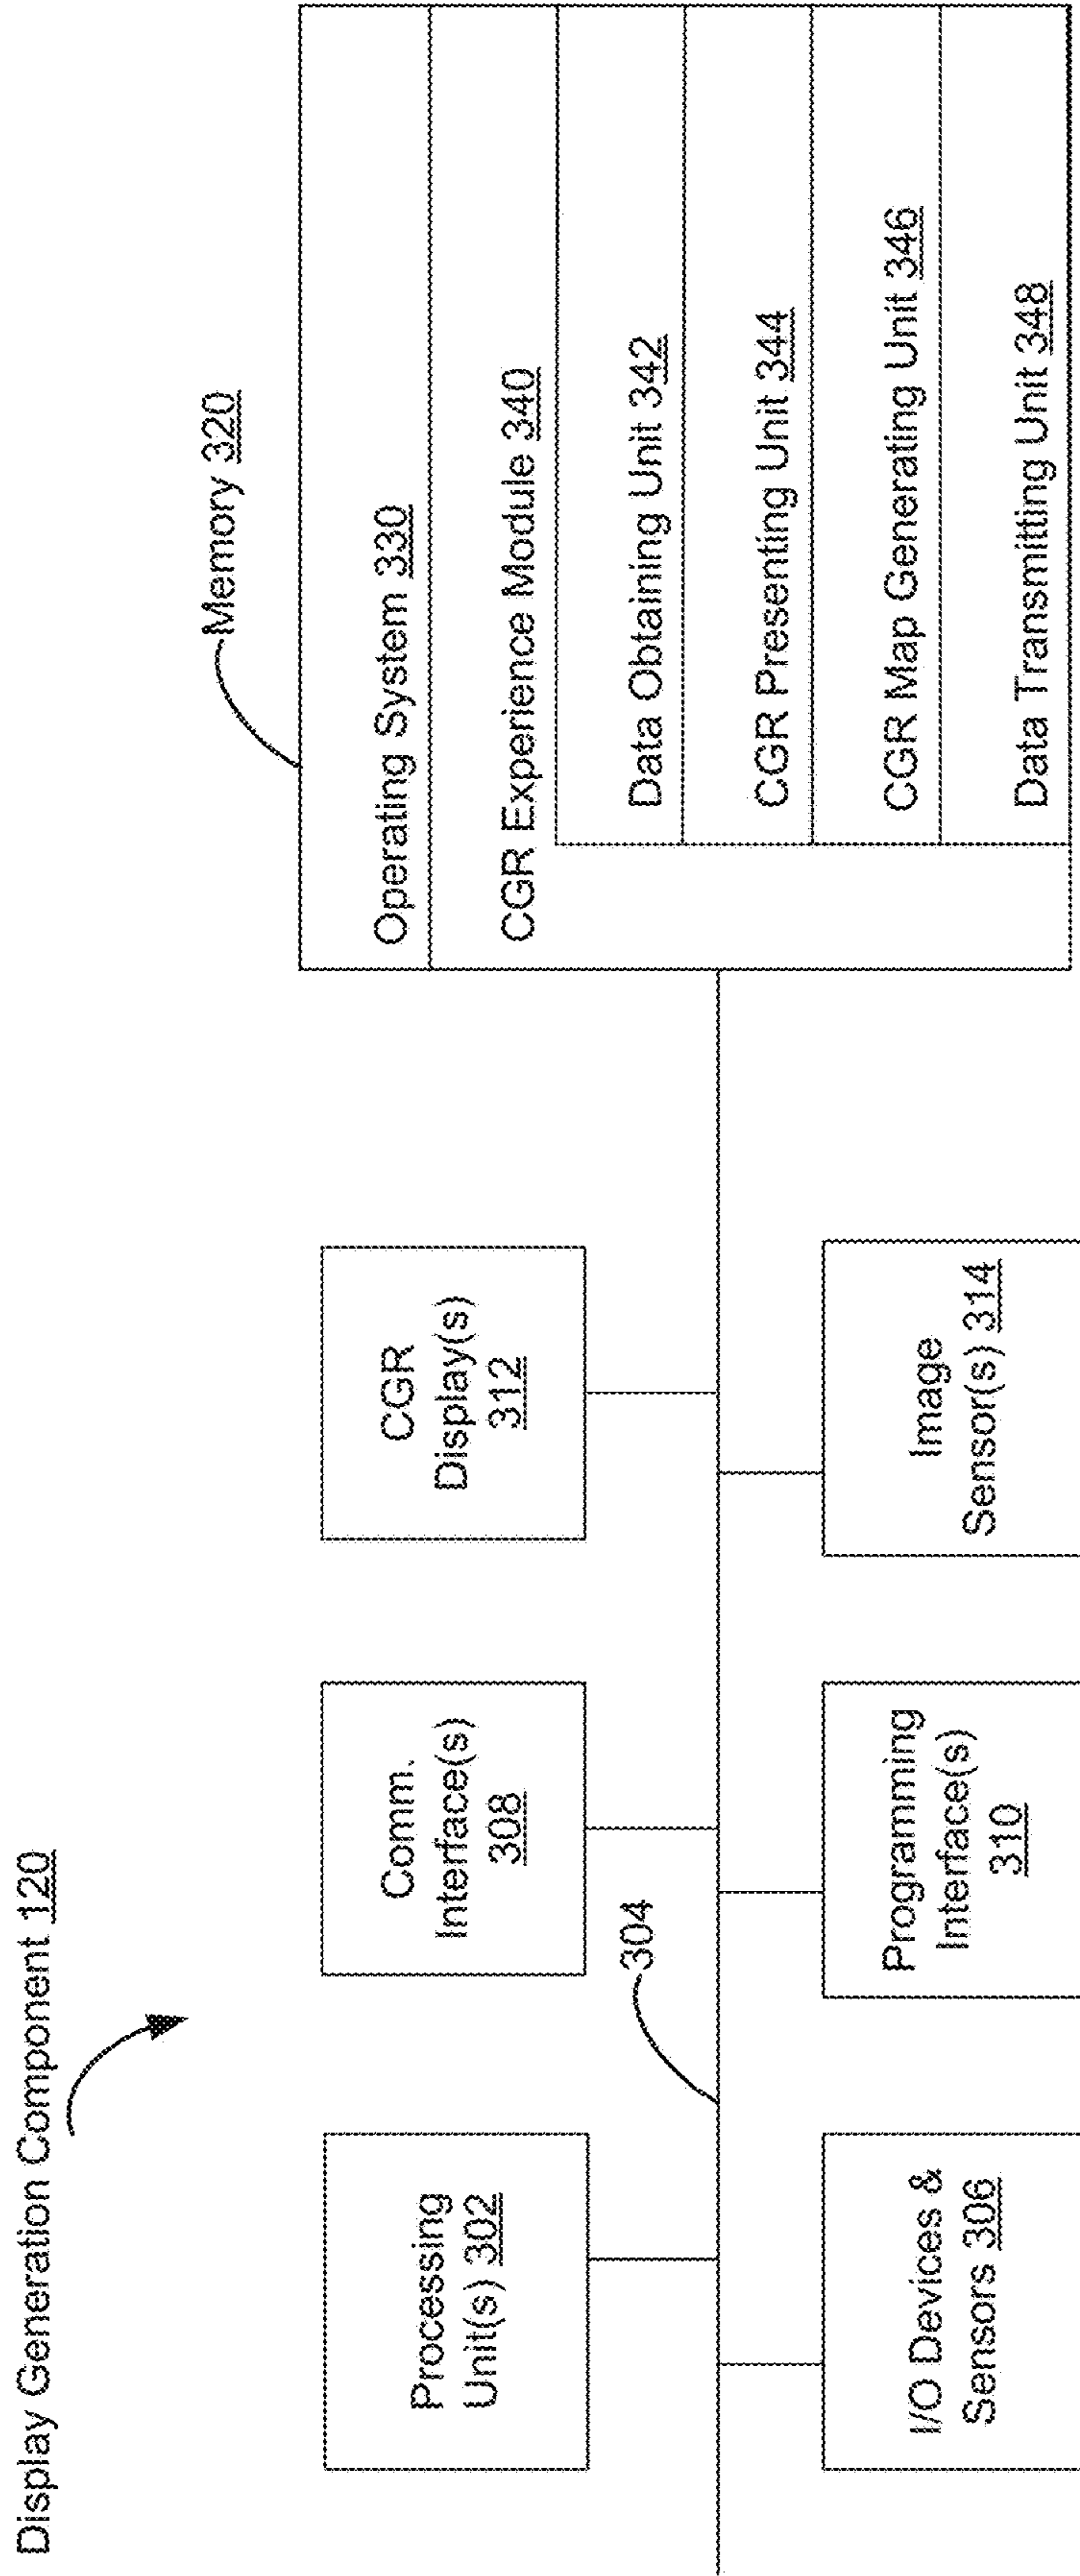 Display Generation Component 120
Processing
Unit(s) 302
Comm.
Interface(s)
308
CGR
Display(s)
312
304
I/O Devices &
Sensors 306
Programming
Interface(s)
310
Image
Sensor(s) 314
Memory 320
Operating System 330
CGR Experience Module 340
Data Obtaining Unit 342
CGR Presenting Unit 344
CGR Map Generating Unit 346
Data Transmitting Unit 348